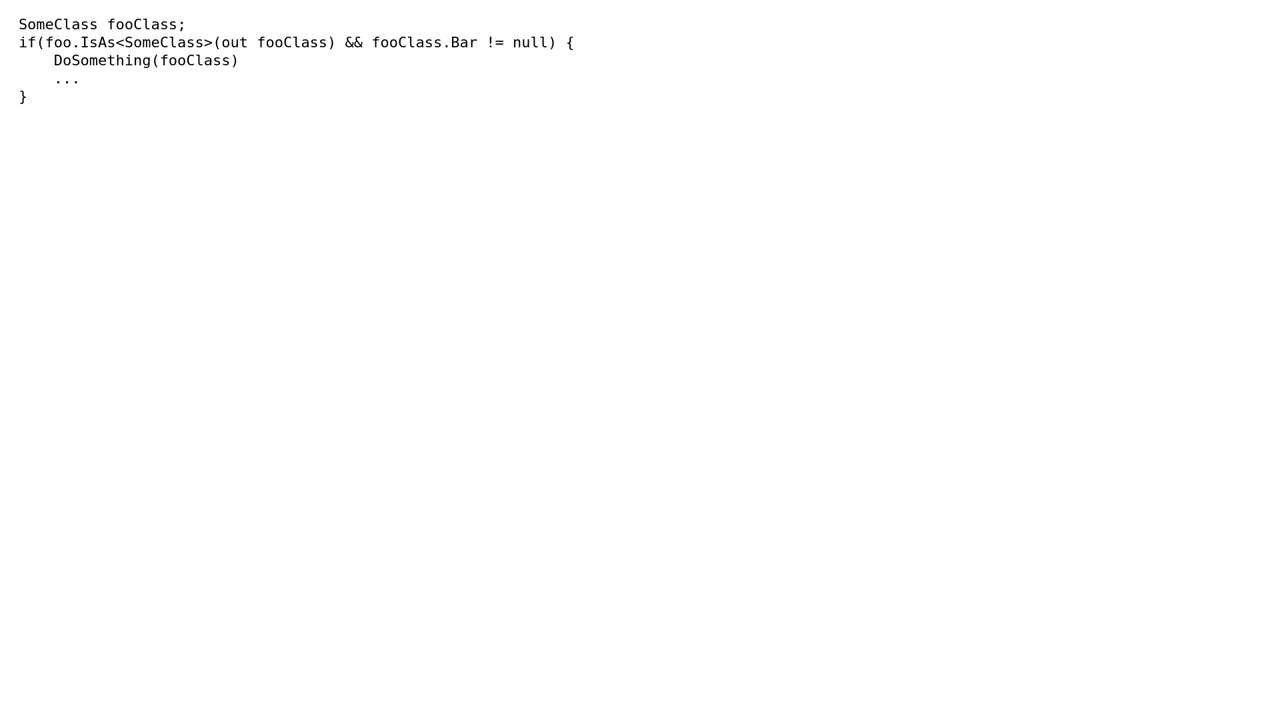 SomeClass fooClass;
if(foo.IsAs<SomeClass>(out fooClass) && fooClass.Bar != null) {
    DoSomething(fooClass)
    ...
}